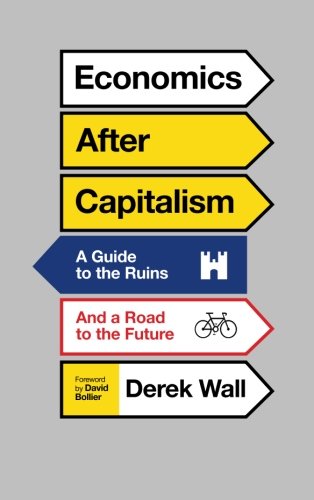 Economics
After
Capitalism
A Guide
to the Ruins
And a Road
to the Future
Foreword
by David
Bollier
Derek Wall